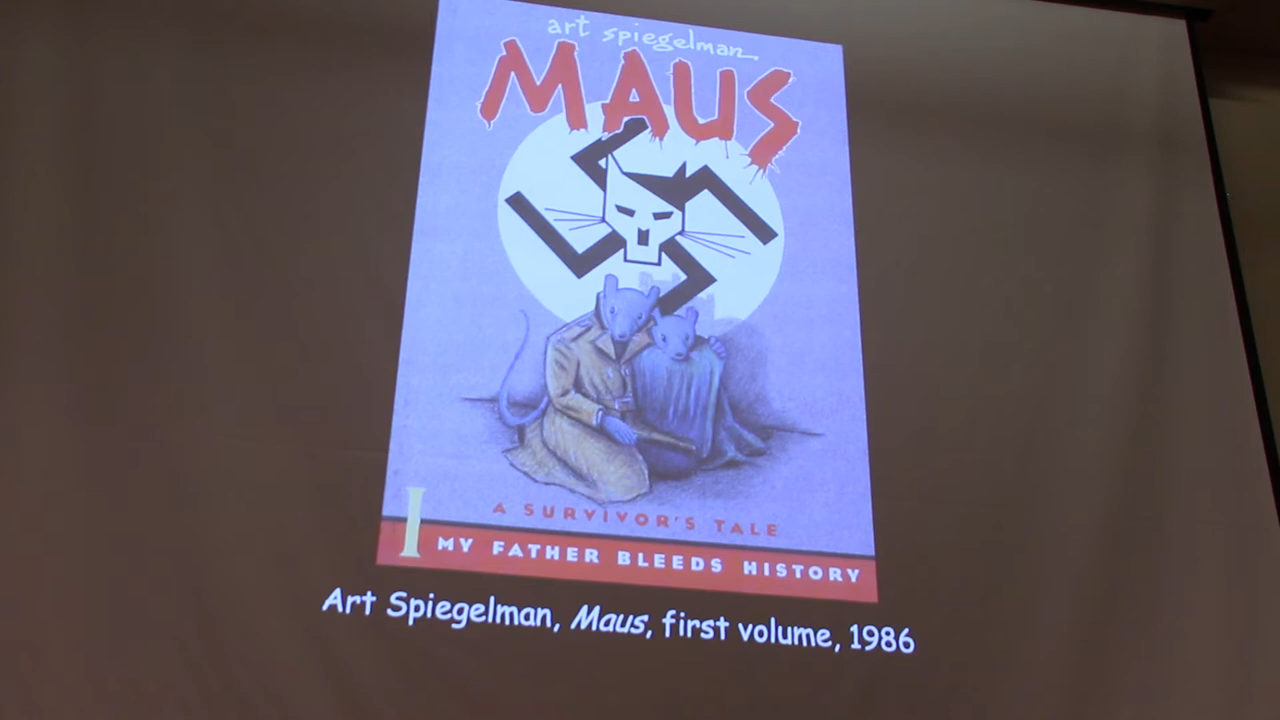 art spiegelman
MAUS
A SURVIVOR'S TALE
I MY FATHER BLEEDS HISTORY
Art Spiegelman, Maus, first volume, 1986